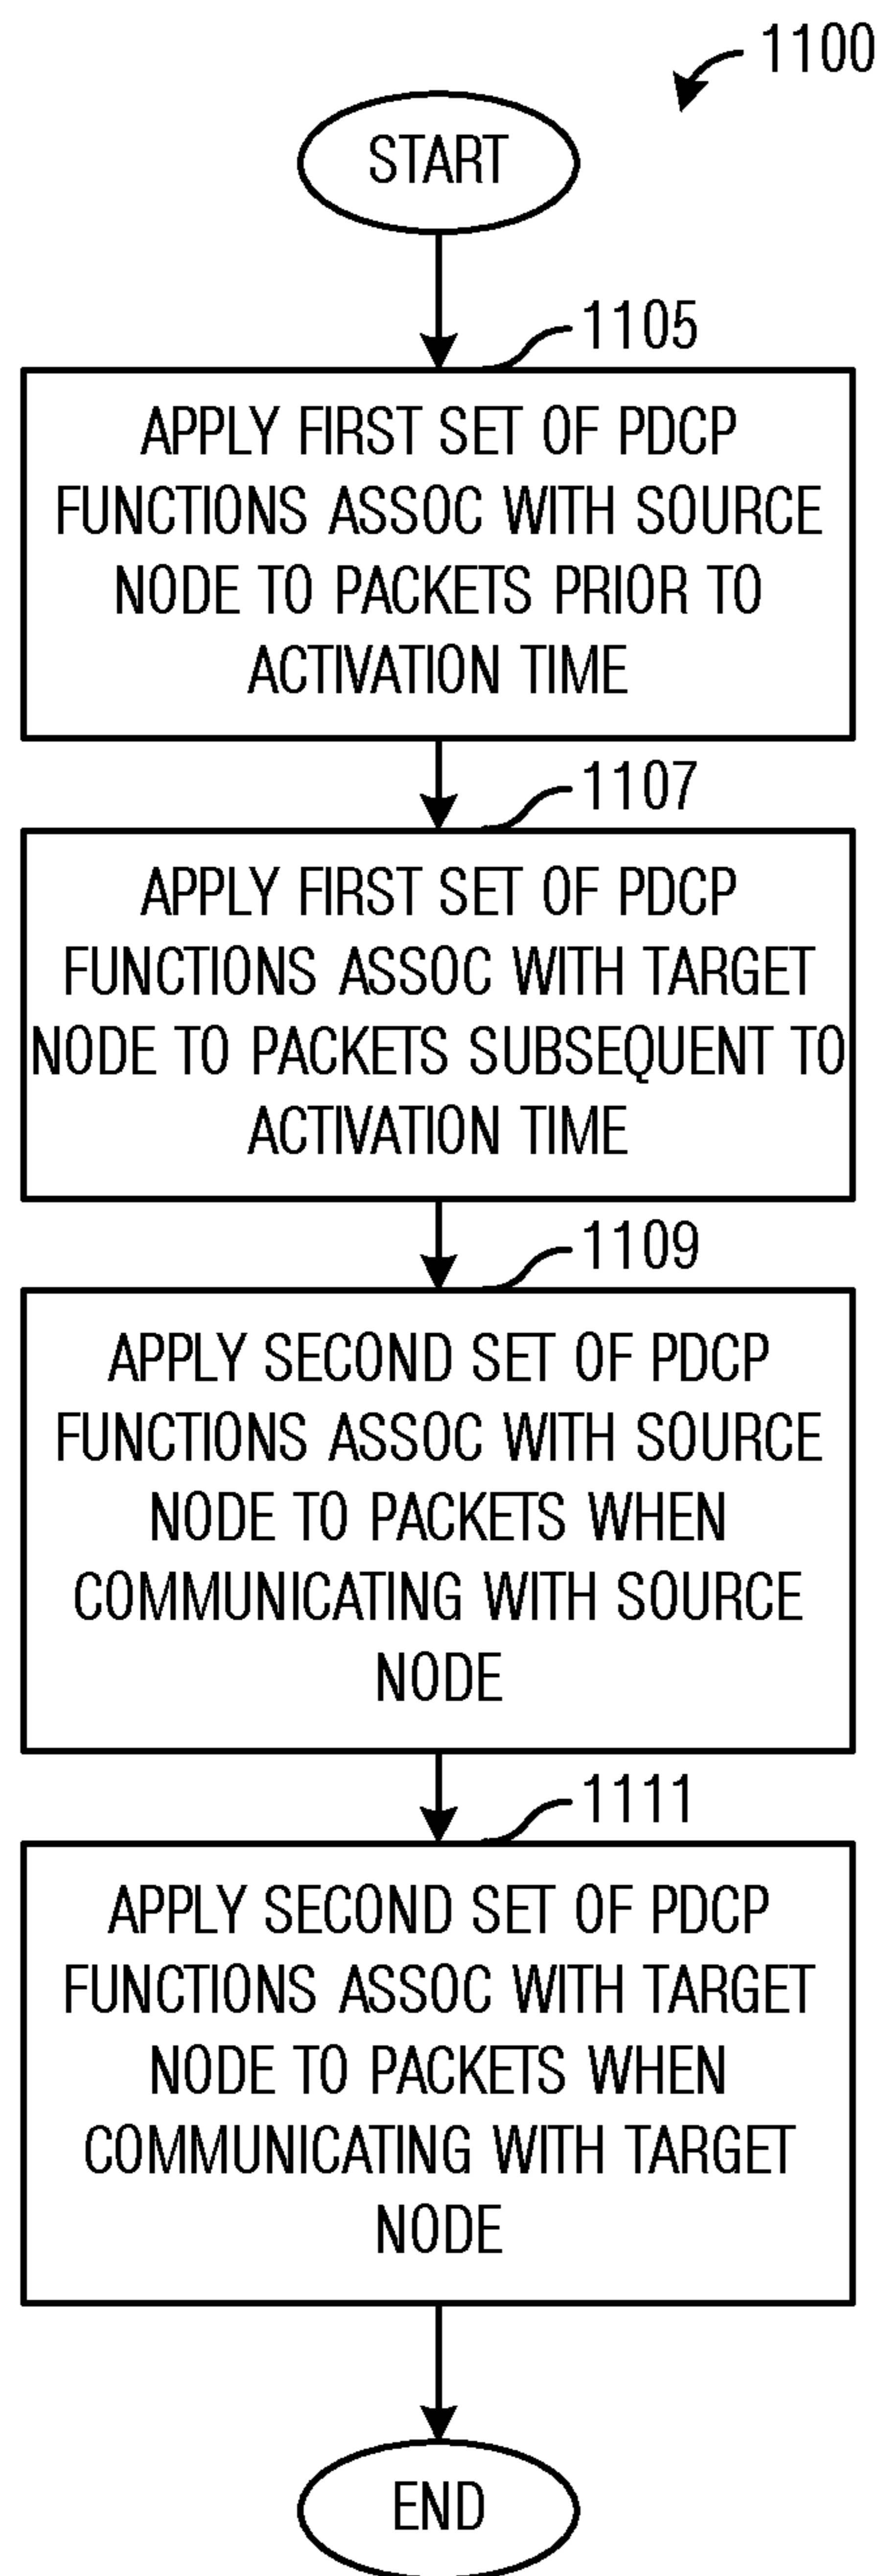 1100
START
1105
APPLY FIRST SET OF PDCP
FUNCTIONS ASSOC WITH SOURCE
NODE TO PACKETS PRIOR TO
ACTIVATION TIME
1107
APPLY FIRST SET OF PDCP
FUNCTIONS ASSOC WITH TARGET
NODE TO PACKETS SUBSEQUENT TO
ACTIVATION TIME
1109
APPLY SECOND SET OF PDCP
FUNCTIONS ASSOC WITH SOURCE
NODE TO PACKETS WHEN
COMMUNICATING WITH SOURCE
NODE
1111
APPLY SECOND SET OF PDCP
FUNCTIONS ASSOC WITH TARGET
NODE TO PACKETS WHEN
COMMUNICATING WITH TARGET
NODE
END